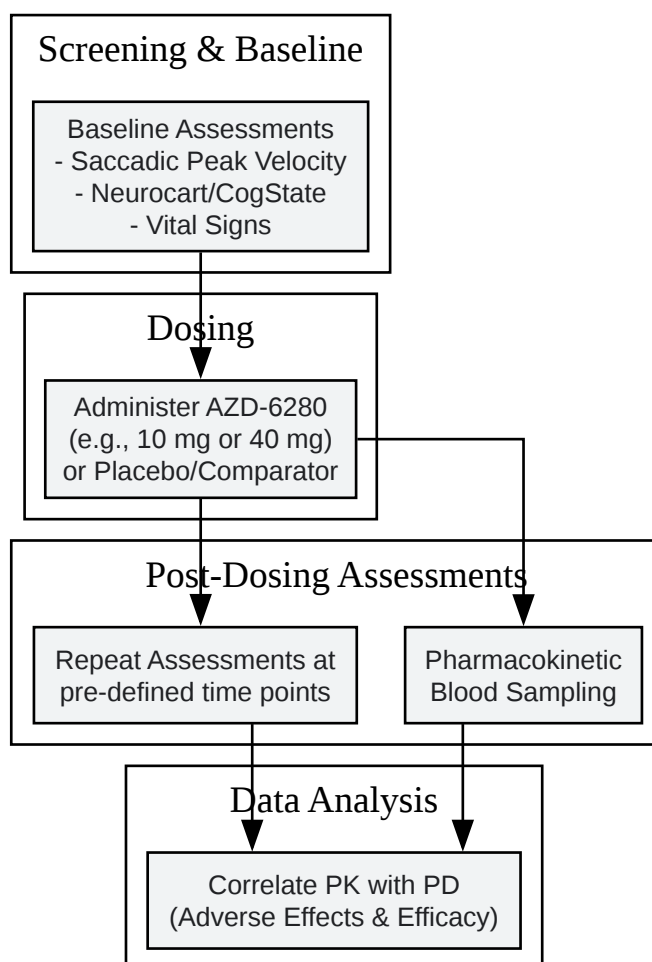 Screening & Baseline
Baseline Assessments
- Saccadic Peak Velocity
- Neurocart/CogState
- Vital Signs
Dosing
Administer AZD-6280
(e.g., 10 mg or 40 mg)
or Placebo/Comparator
Post-Dosing Assessments
Repeat Assessments at
pre-defined time points
Pharmacokinetic
Blood Sampling
Data Analysis
Correlate PK with PD
(Adverse Effects & Efficacy)